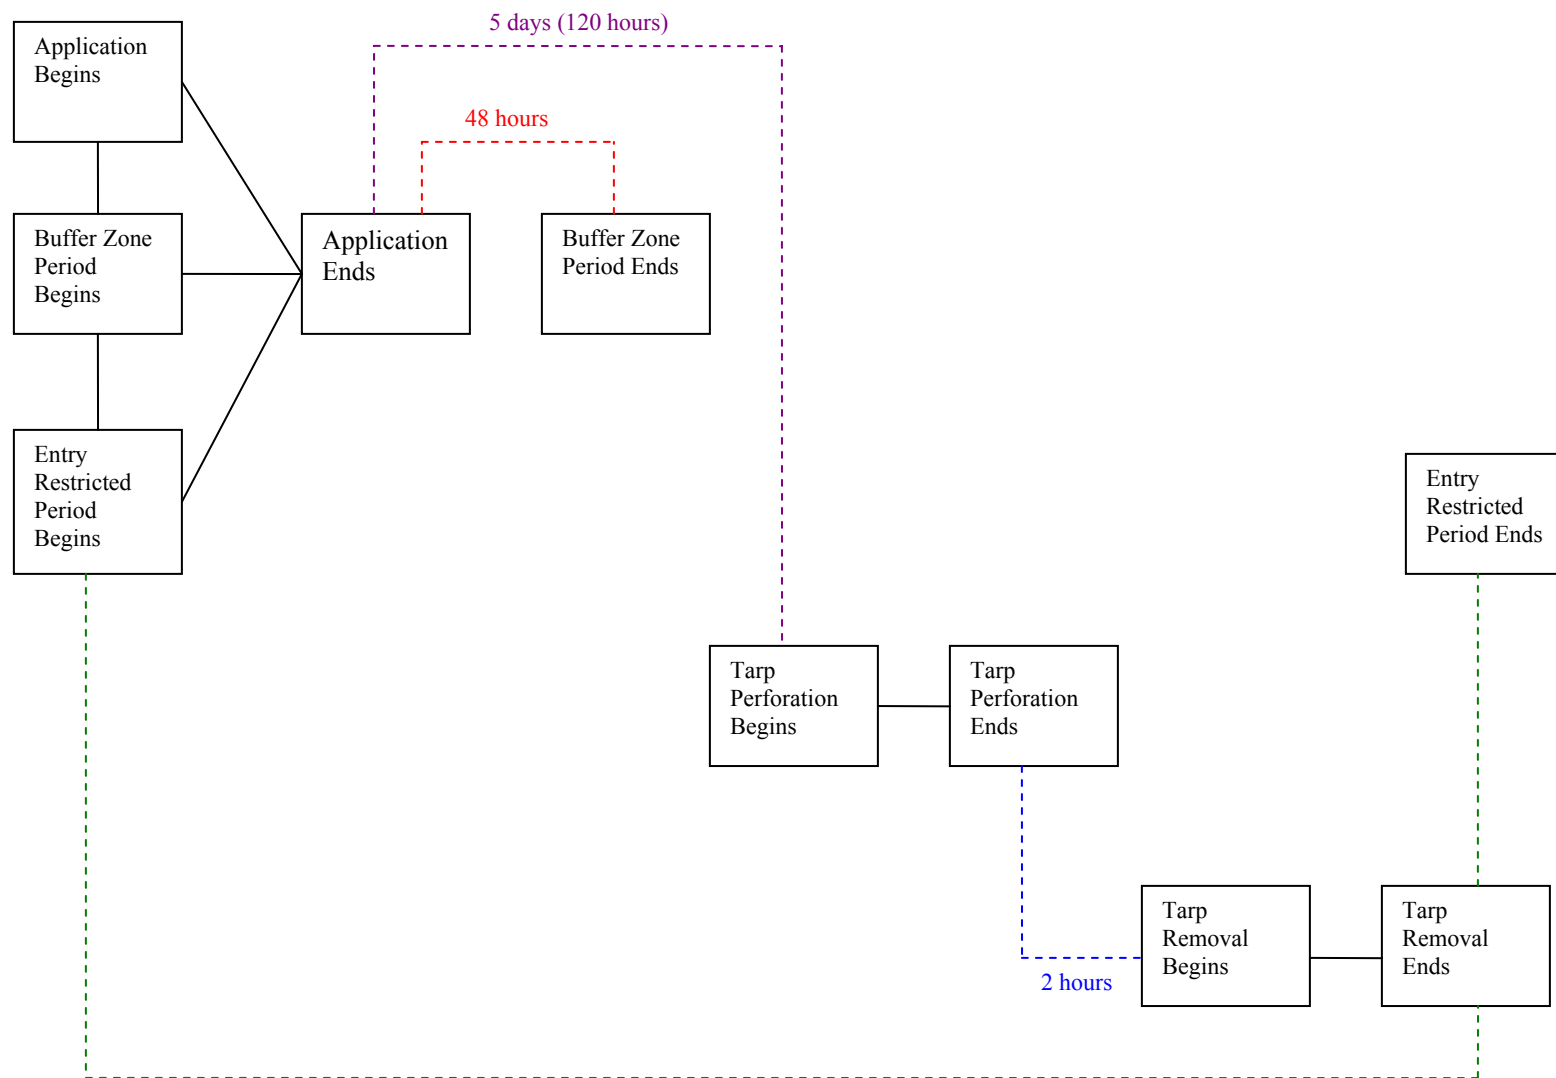 5 days (120 hours)
Application
Begins
48 hours
Buffer Zone
Period
Begins
Application
Ends
Buffer Zone
Period Ends
Entry
Restricted
Period
Begins
Entry
Restricted
Period Ends
Tarp
Perforation
Begins
Tarp
Perforation
Ends
Tarp
Removal
Begins
Tarp
Removal
Ends
2 hours